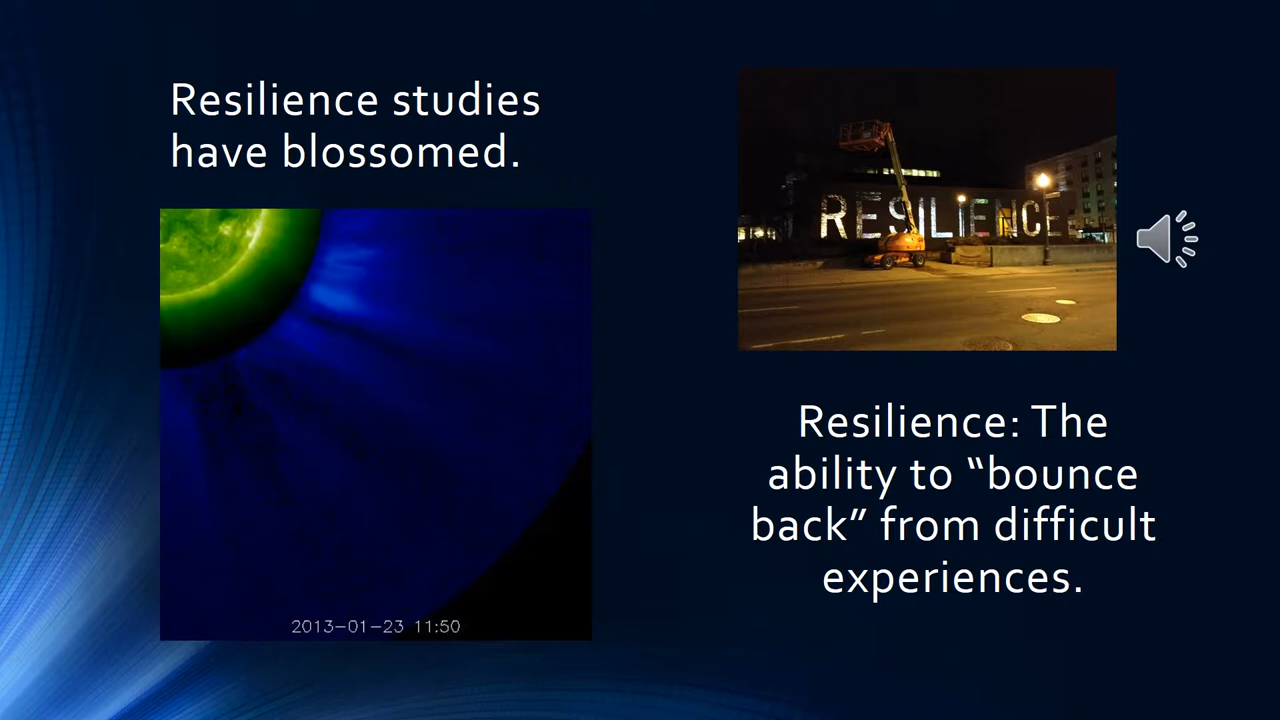 Resilience studies
have blossomed.
2013-01-23 11:50
RESILIENCE
Resilience: The
ability to “bounce
back” from difficult
experiences.